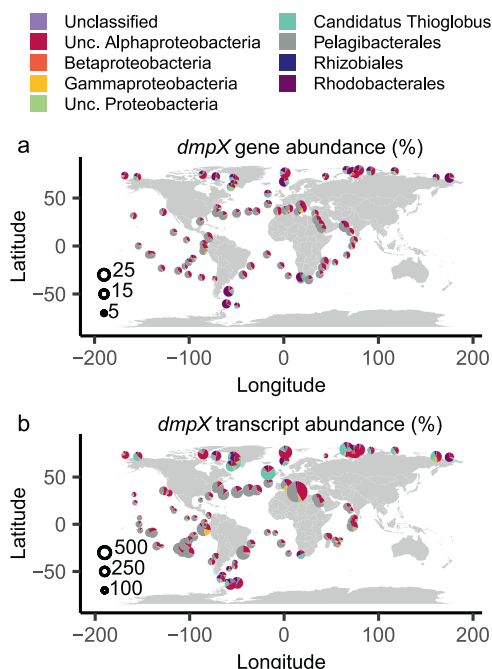 Unclassified
Unc. Alphaproteobacteria
Betaproteobacteria
Gammaproteobacteria
Unc. Proteobacteria
Candidatus Thioglobus
Pelagibacterales
Rhizobiales
Rhodobacterales
a
dmpX gene abundance (%)
Latitude
50
0
−50
25
15
5
−200 −100 0 100 200
Longitude
b
dmpX transcript abundance (%)
Latitude
50
0
−50
500
250
100
−200 −100 0 100 200
Longitude